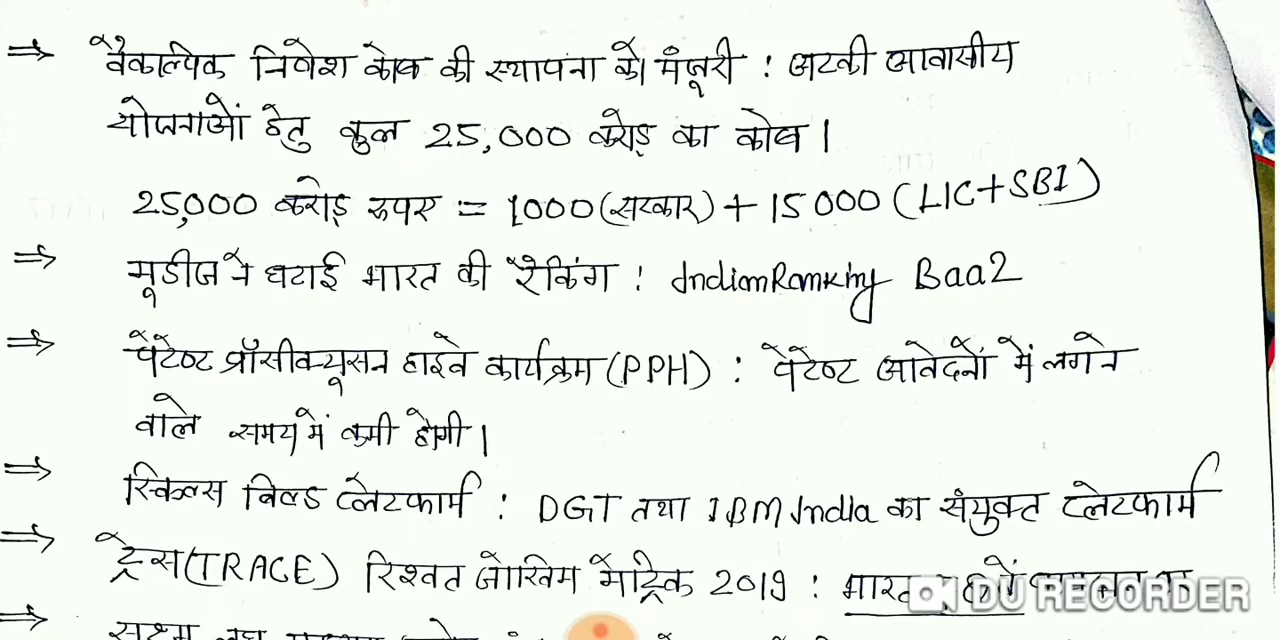 ⇒ वैकल्पिक निवेश कोष की स्थापना को मंजूरी : अटकी आवासीय
योजनाओं हेतु कुल 25,000 करोड़ का कोष।
25,000 करोड़ रुपए = 1000 (सरकार) + 15000 (LIC+SBI)
⇒ मूडीज ने घटाई भारत की रैकिंग : Indian Ranking Baa2
⇒ पेटेण्ट प्रॉसीक्यूसन हाइवे कार्यक्रम (PPH) : पेटेण्ट आवेदनों में लगने
वाले समय में कमी होगी।
⇒ स्किल्स बिल्ड प्लेटफार्म : DGT तथा IBM India का संयुक्त प्लेटफार्म
⇒ ट्रेस (TRACE) रिश्वत जोखिम मैट्रिक 2019 : भारत
DU RECORDER
⇒